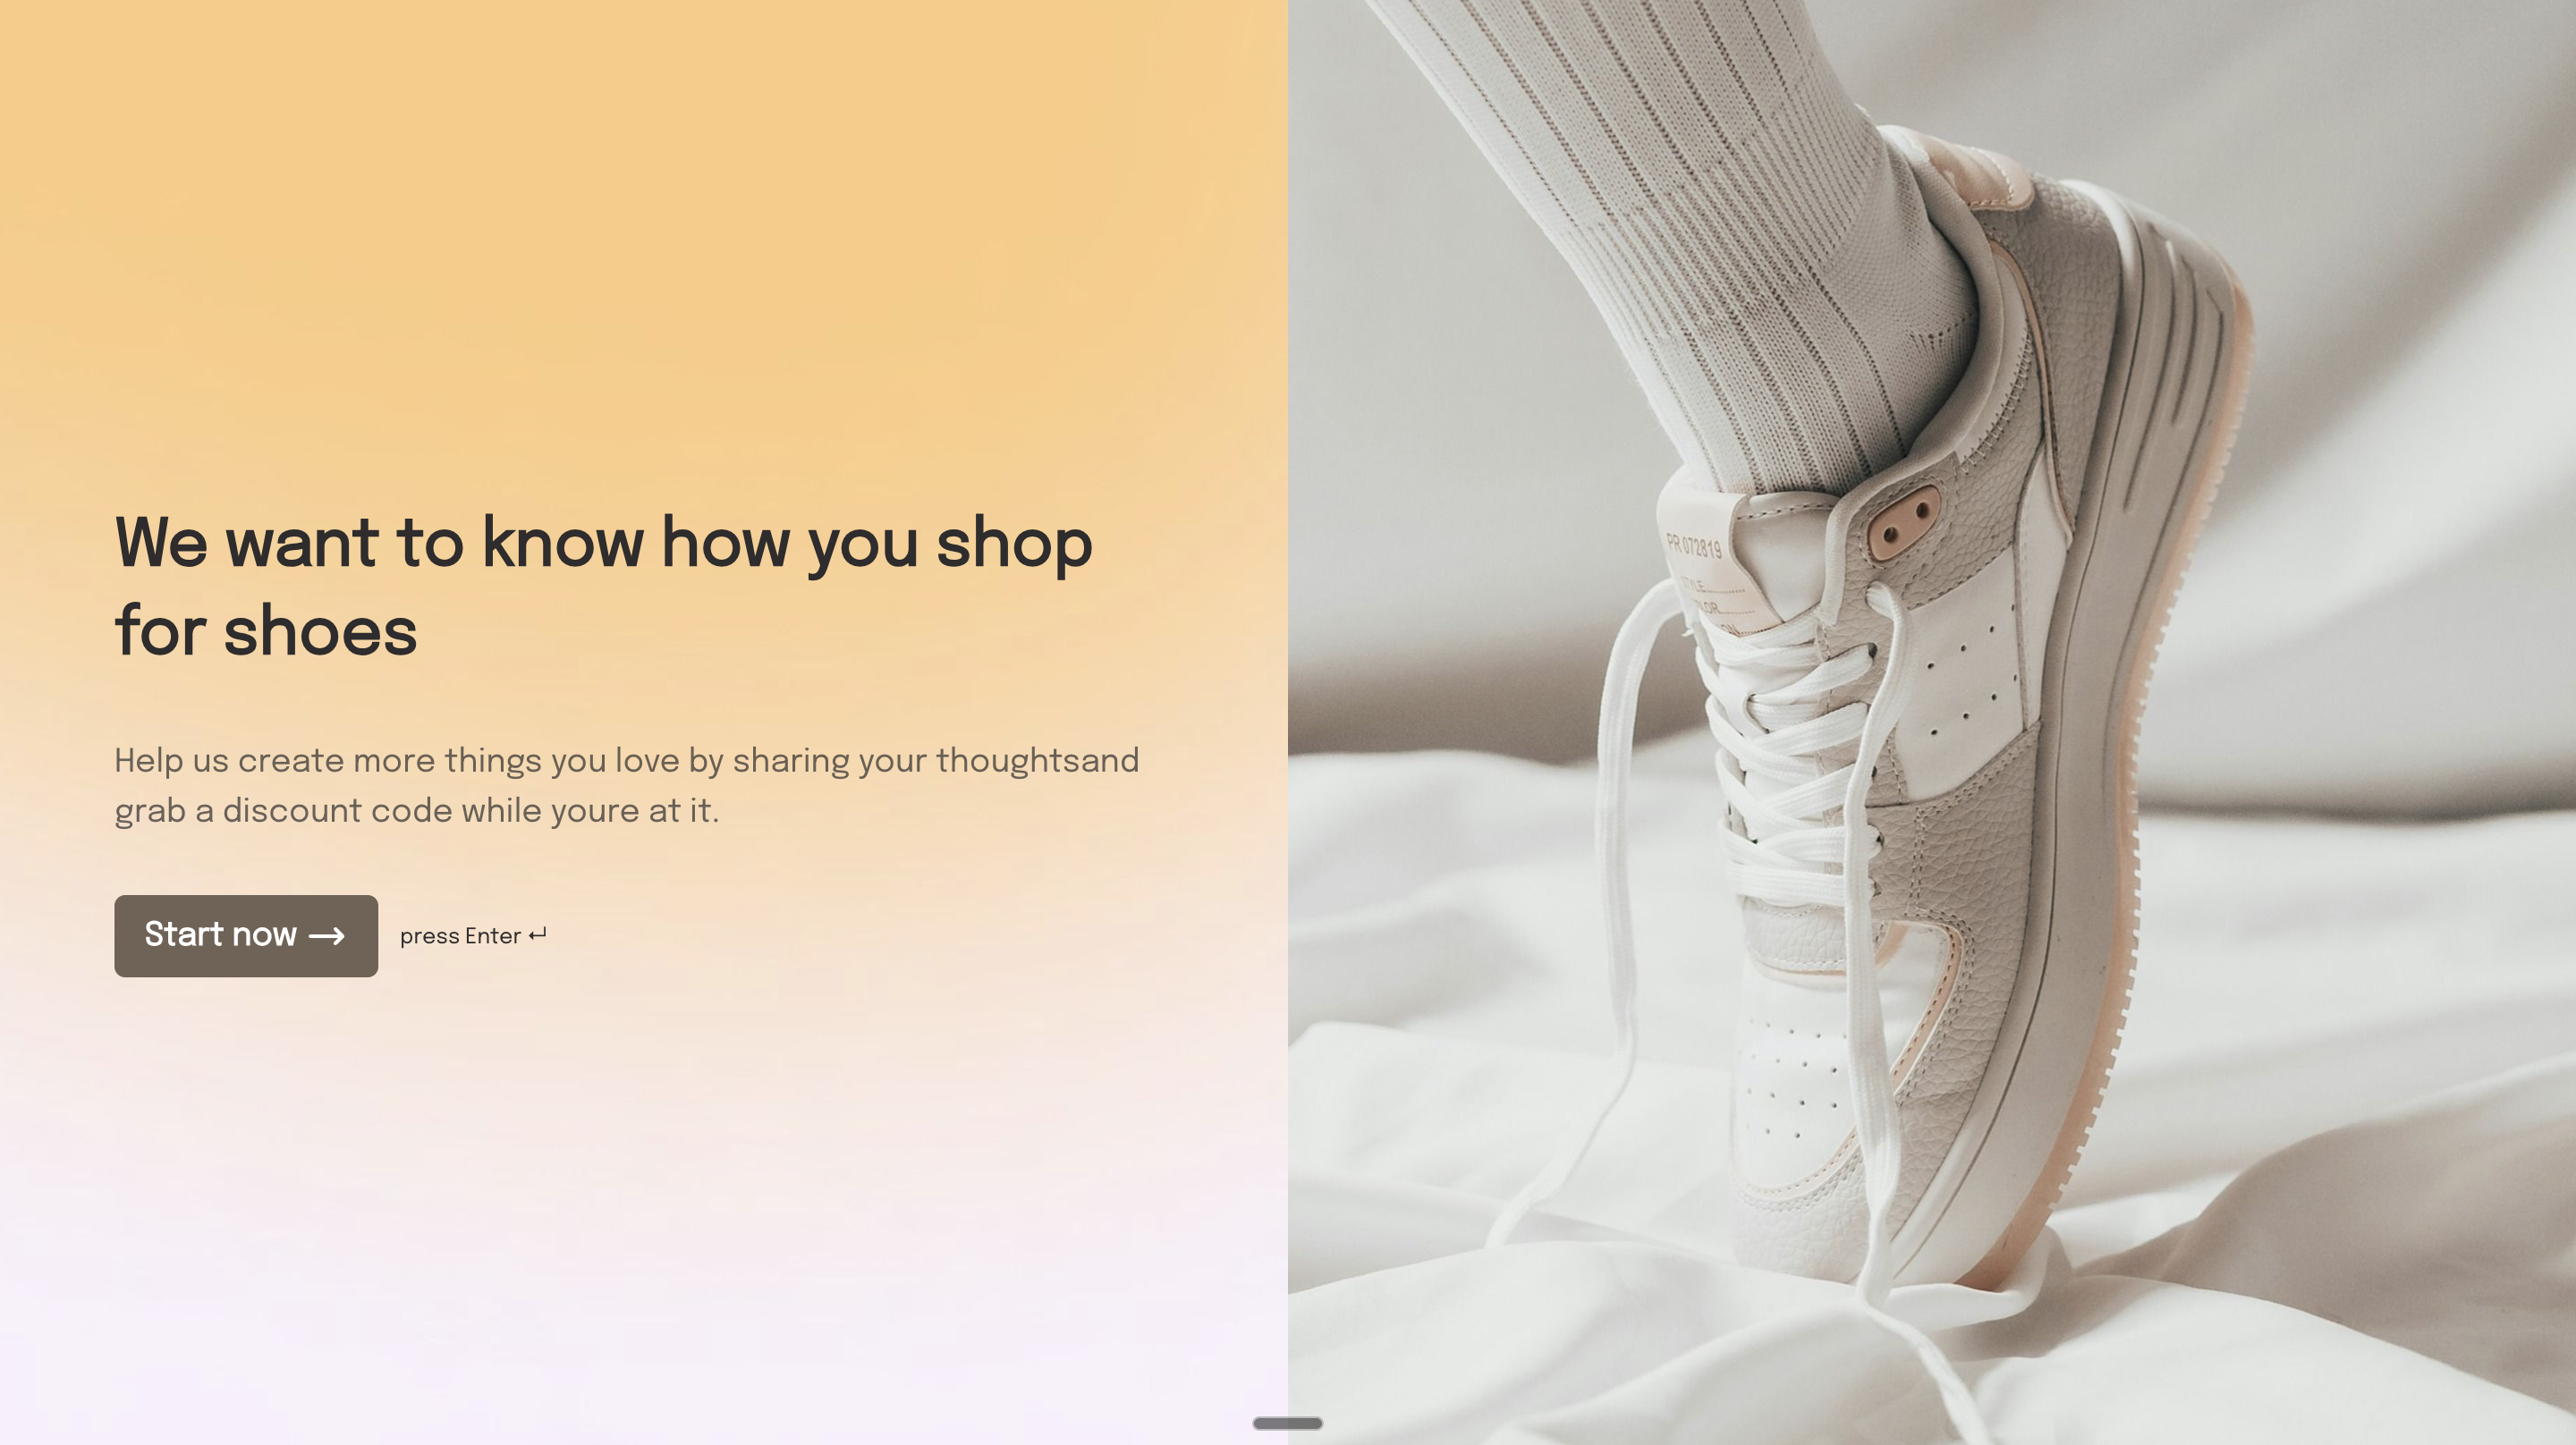 We want to know how you shop
for shoes
Help us create more things you love by sharing your thoughtsand
grab a discount code while youre at it.
Start now →
press Enter ↵
PR 072819